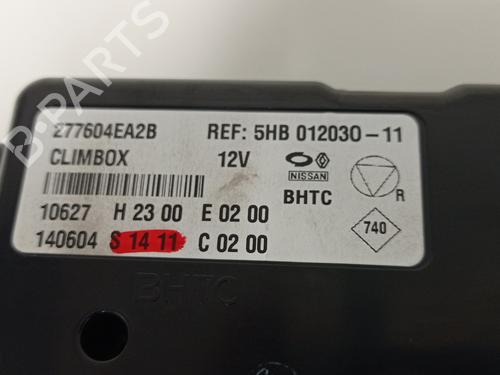 277604EA2B REF: 5HB 012030-11
CLIMBOX 12V
NISSAN
BHTC R
10627 H 23 00 E 02 00
140604 S 14 11 C 02 00
740
BHTC
B-PARTS